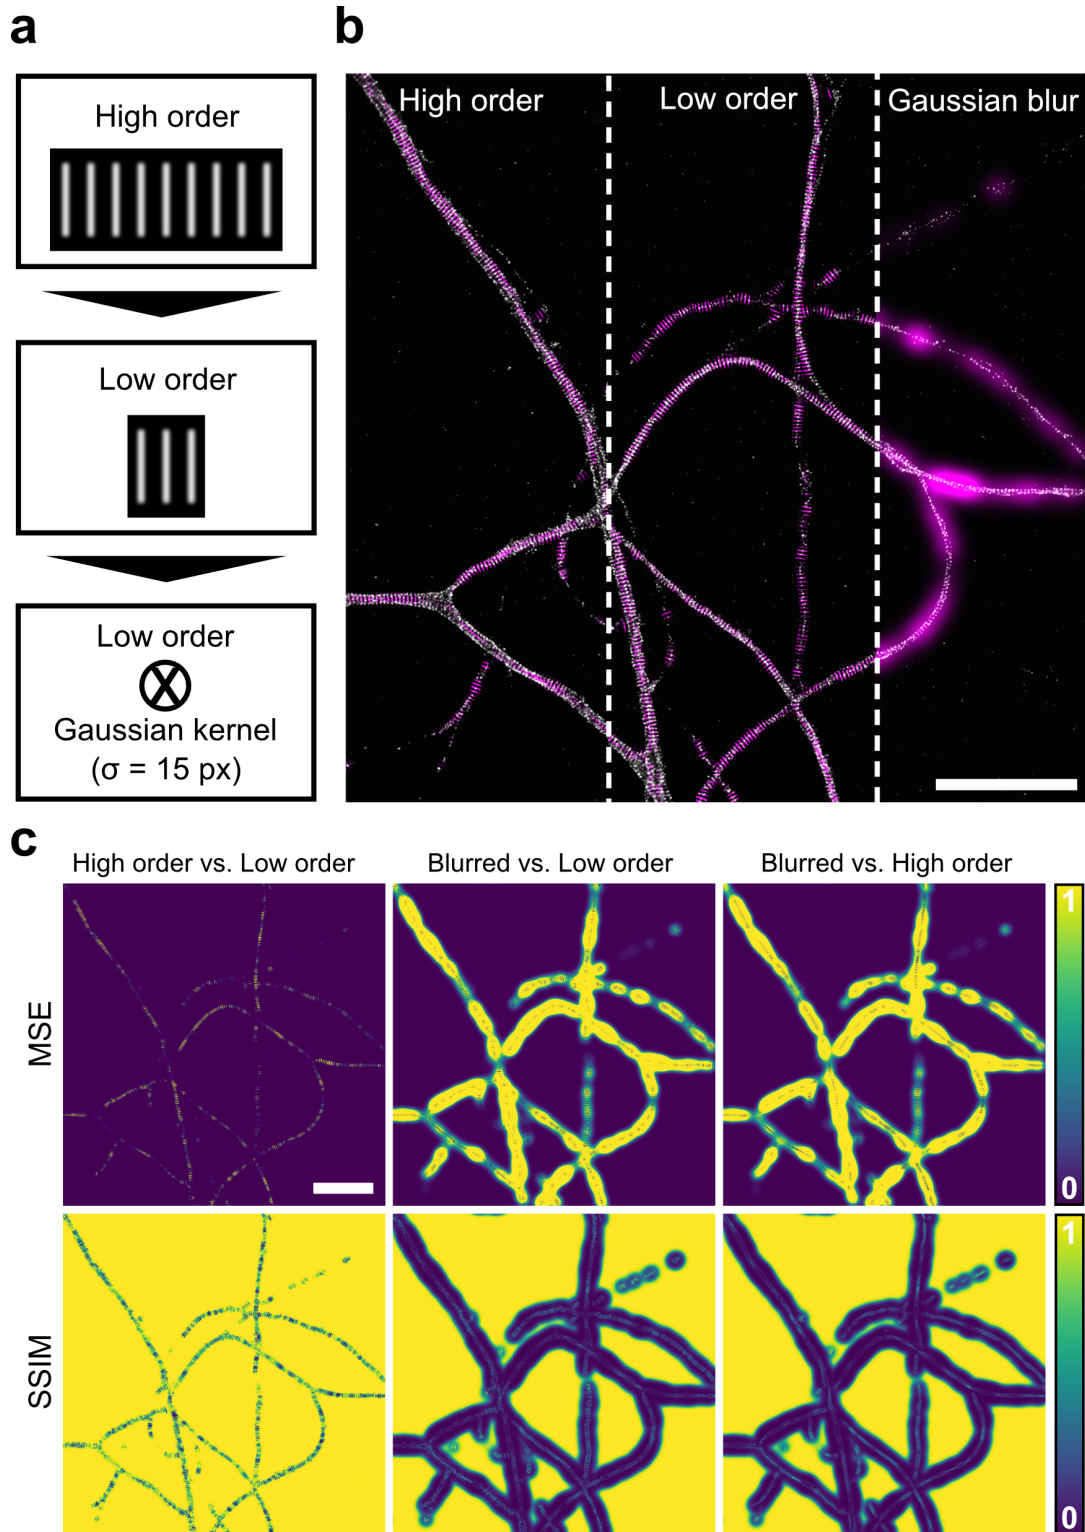 a
High order
Low order
Low order
Gaussian kernel
(σ = 15 px)
b
High order
Low order
Gaussian blur
c
High order vs. Low order
Blurred vs. Low order
Blurred vs. High order
MSE
1
0
SSIM
1
0